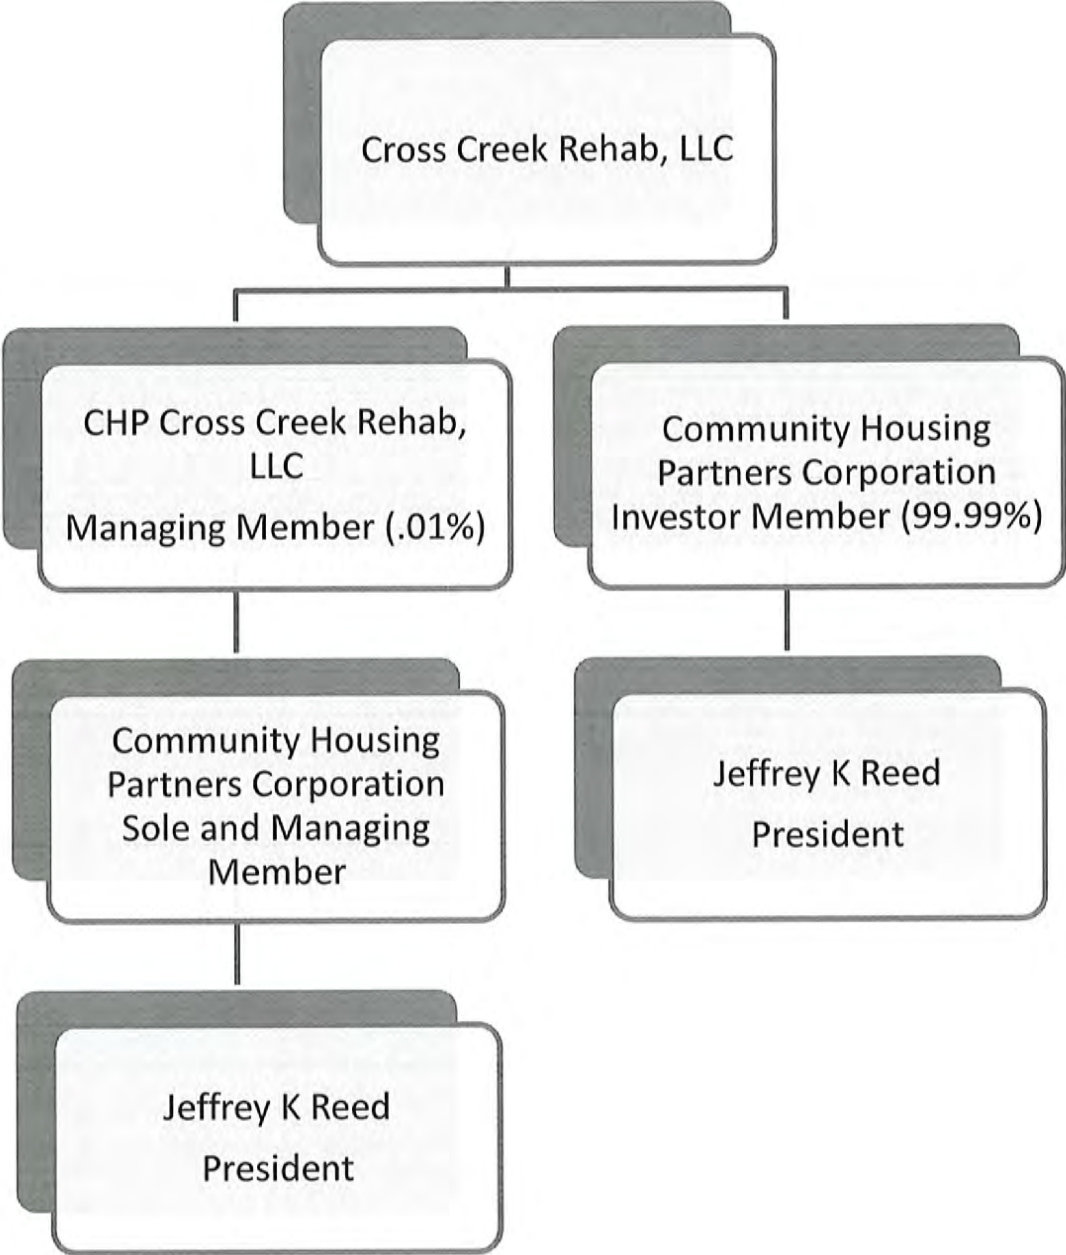 Cross Creek Rehab, LLC
CHP Cross Creek Rehab,
LLC
Managing Member (.01%)
Community Housing
Partners Corporation
Investor Member (99.99%)
Community Housing
Partners Corporation
Sole and Managing
Member
Jeffrey K Reed
President
Jeffrey K Reed
President